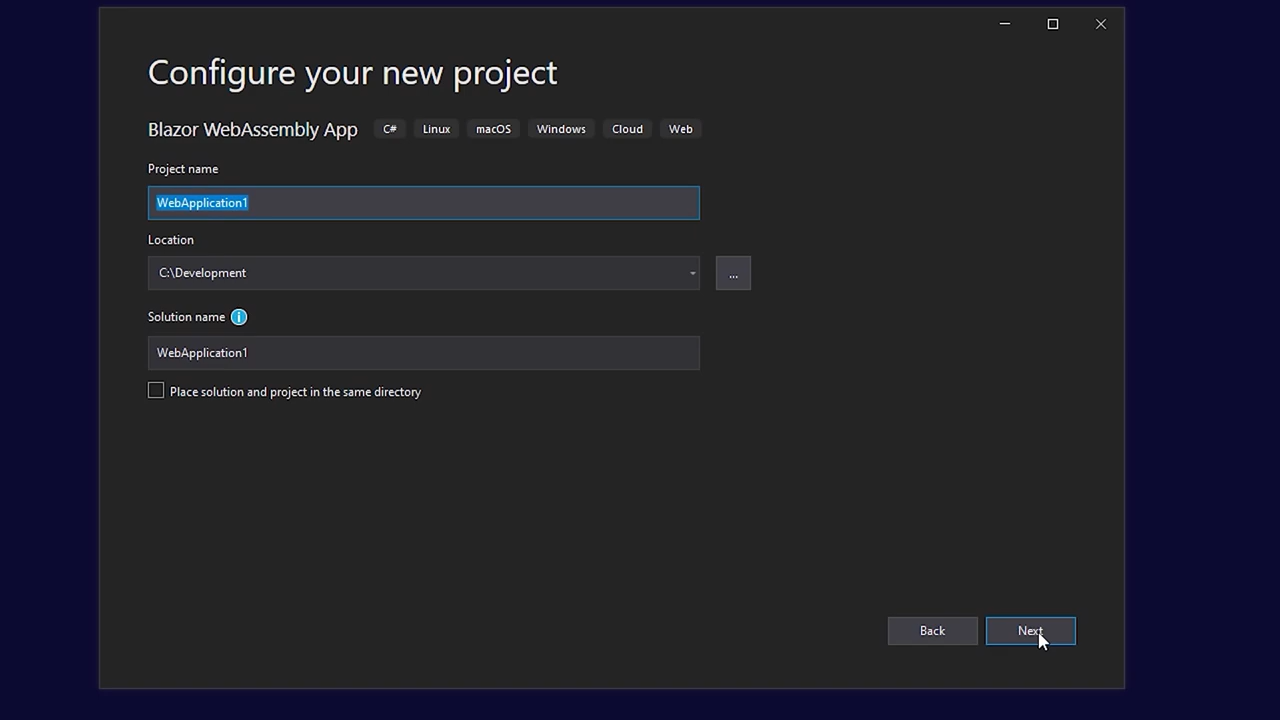 Configure your new project
Blazor WebAssembly App C# Linux macOS Windows Cloud Web
Project name
WebApplication1
Location
C:\Development
...
Solution name
WebApplication1
Place solution and project in the same directory
Back Next